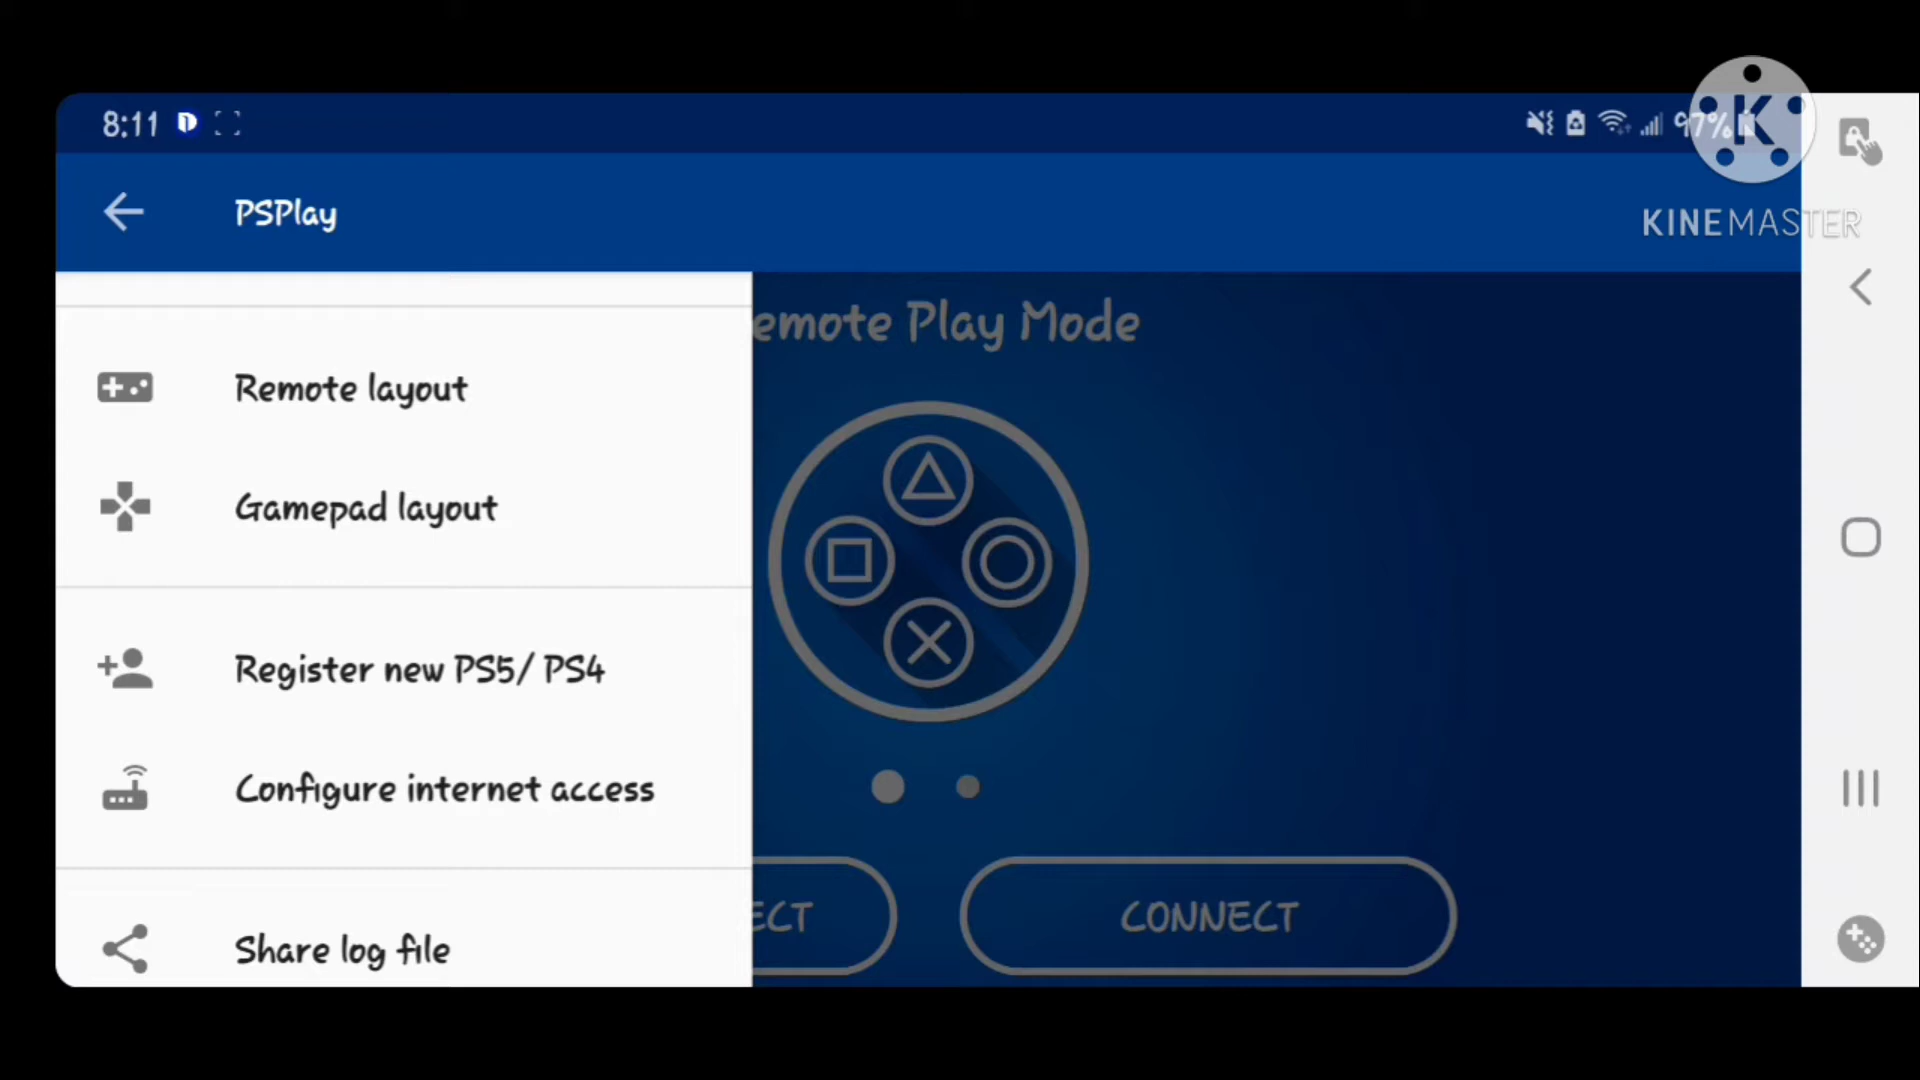 8:11
97%
KINEMASTER
PSPlay
emote Play Mode
Remote layout
Gamepad layout
Register new PS5/ PS4
Configure internet access
Share log file
ECT
CONNECT